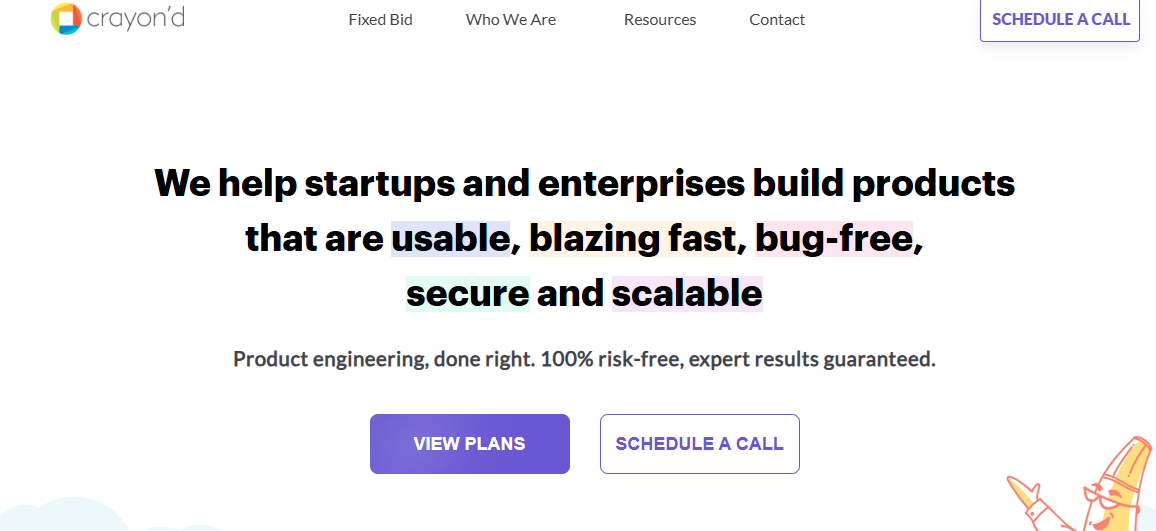 crayon'd
Fixed Bid
Who We Are
Resources
Contact
SCHEDULE A CALL
We help startups and enterprises build products
that are usable, blazing fast, bug-free,
secure and scalable
Product engineering, done right. 100% risk-free, expert results guaranteed.
VIEW PLANS
SCHEDULE A CALL